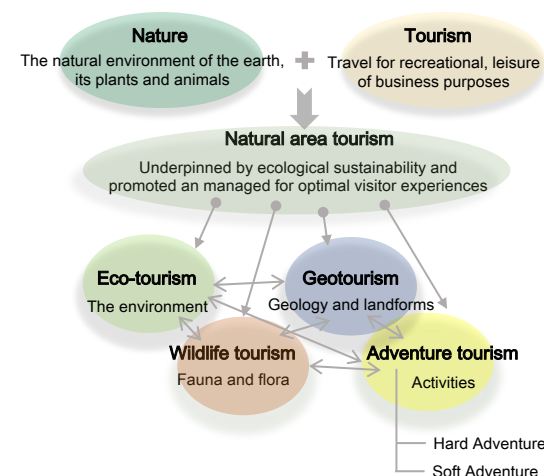 Nature
The natural environment of the earth,
its plants and animals
Tourism
Travel for recreational, leisure
of business purposes
Natural area tourism
Underpinned by ecological sustainability and
promoted an managed for optimal visitor experiences
Eco-tourism
The environment
Geotourism
Geology and landforms
Wildlife tourism
Fauna and flora
Adventure tourism
Activities
Hard Adventure
Soft Adventure